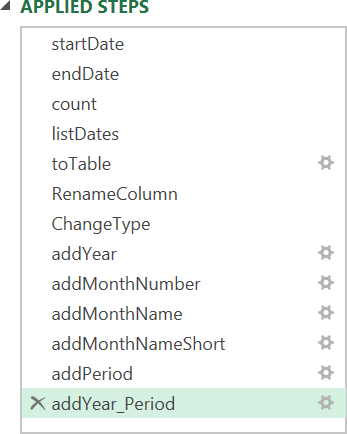 APPLIED STEPS
startDate
endDate
count
listDates
toTable
RenameColumn
ChangeType
addYear
addMonthNumber
addMonthName
addMonthNameShort
addPeriod
addYear_Period